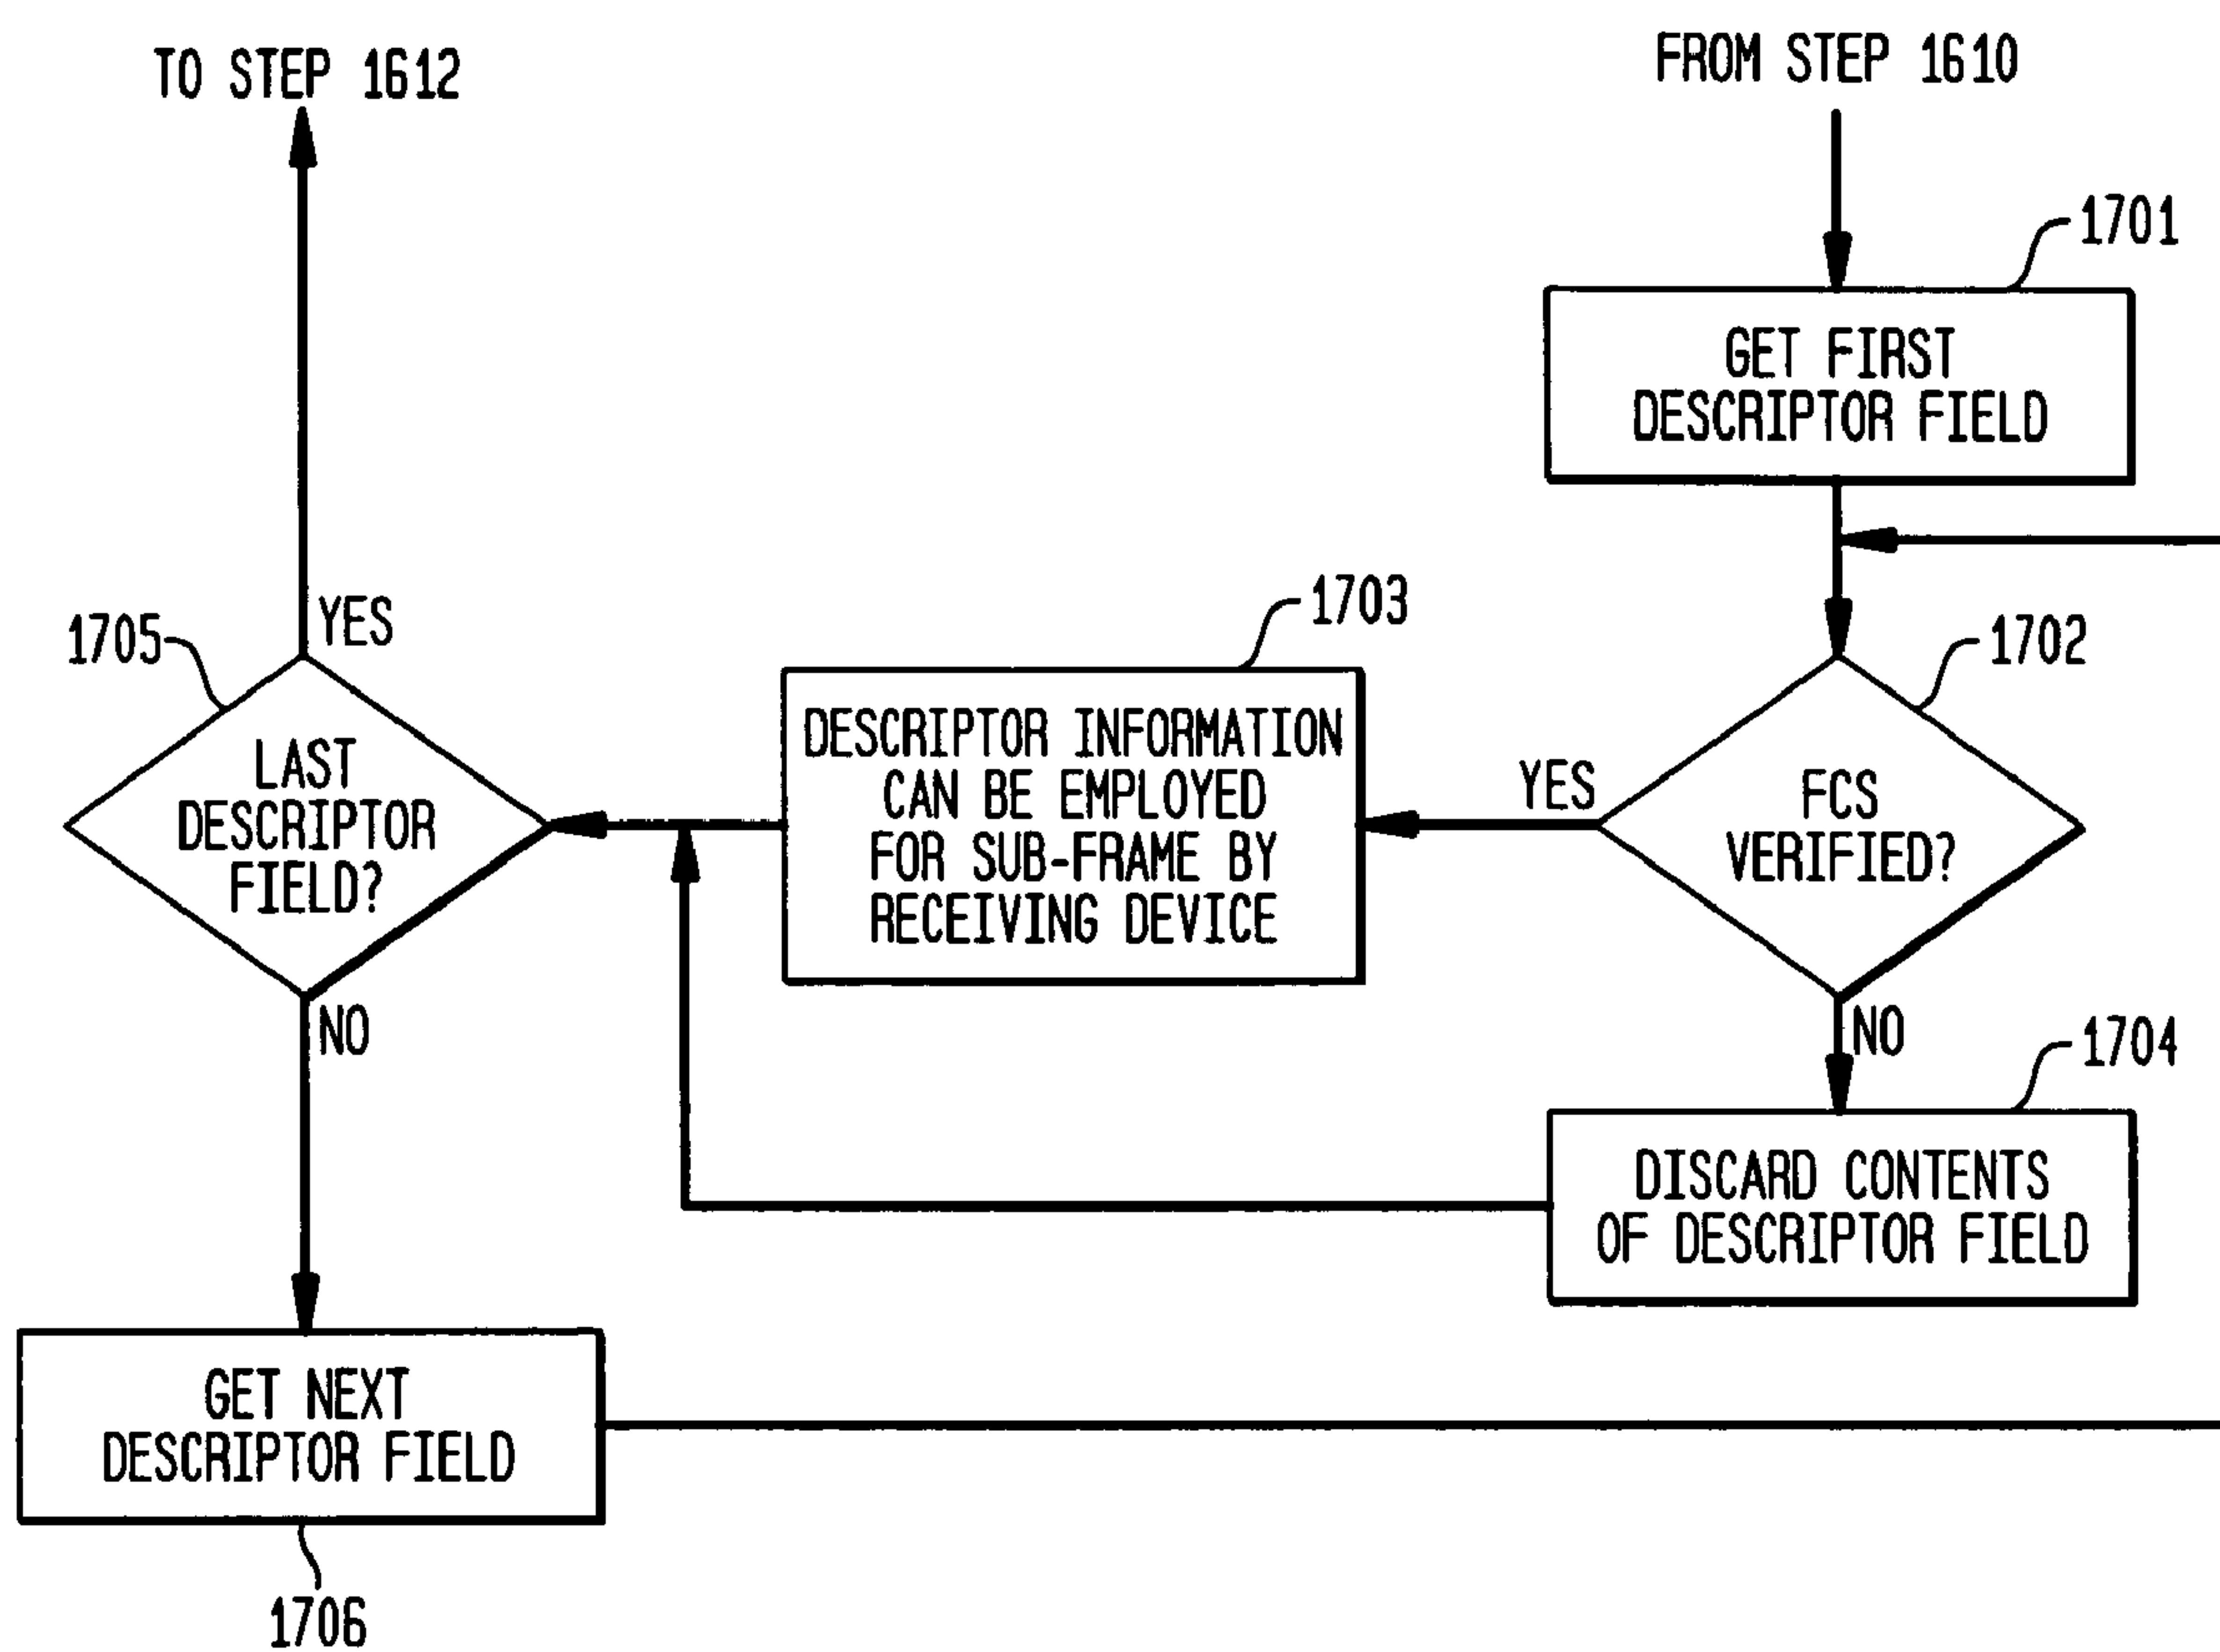 TO STEP 1612
FROM STEP 1610
1701
GET FIRST
DESCRIPTOR FIELD
1702
FCS
VERIFIED?
YES
NO
1703
DESCRIPTOR INFORMATION
CAN BE EMPLOYED
FOR SUB-FRAME BY
RECEIVING DEVICE
1704
DISCARD CONTENTS
OF DESCRIPTOR FIELD
1705
YES
LAST
DESCRIPTOR
FIELD?
NO
GET NEXT
DESCRIPTOR FIELD
1706